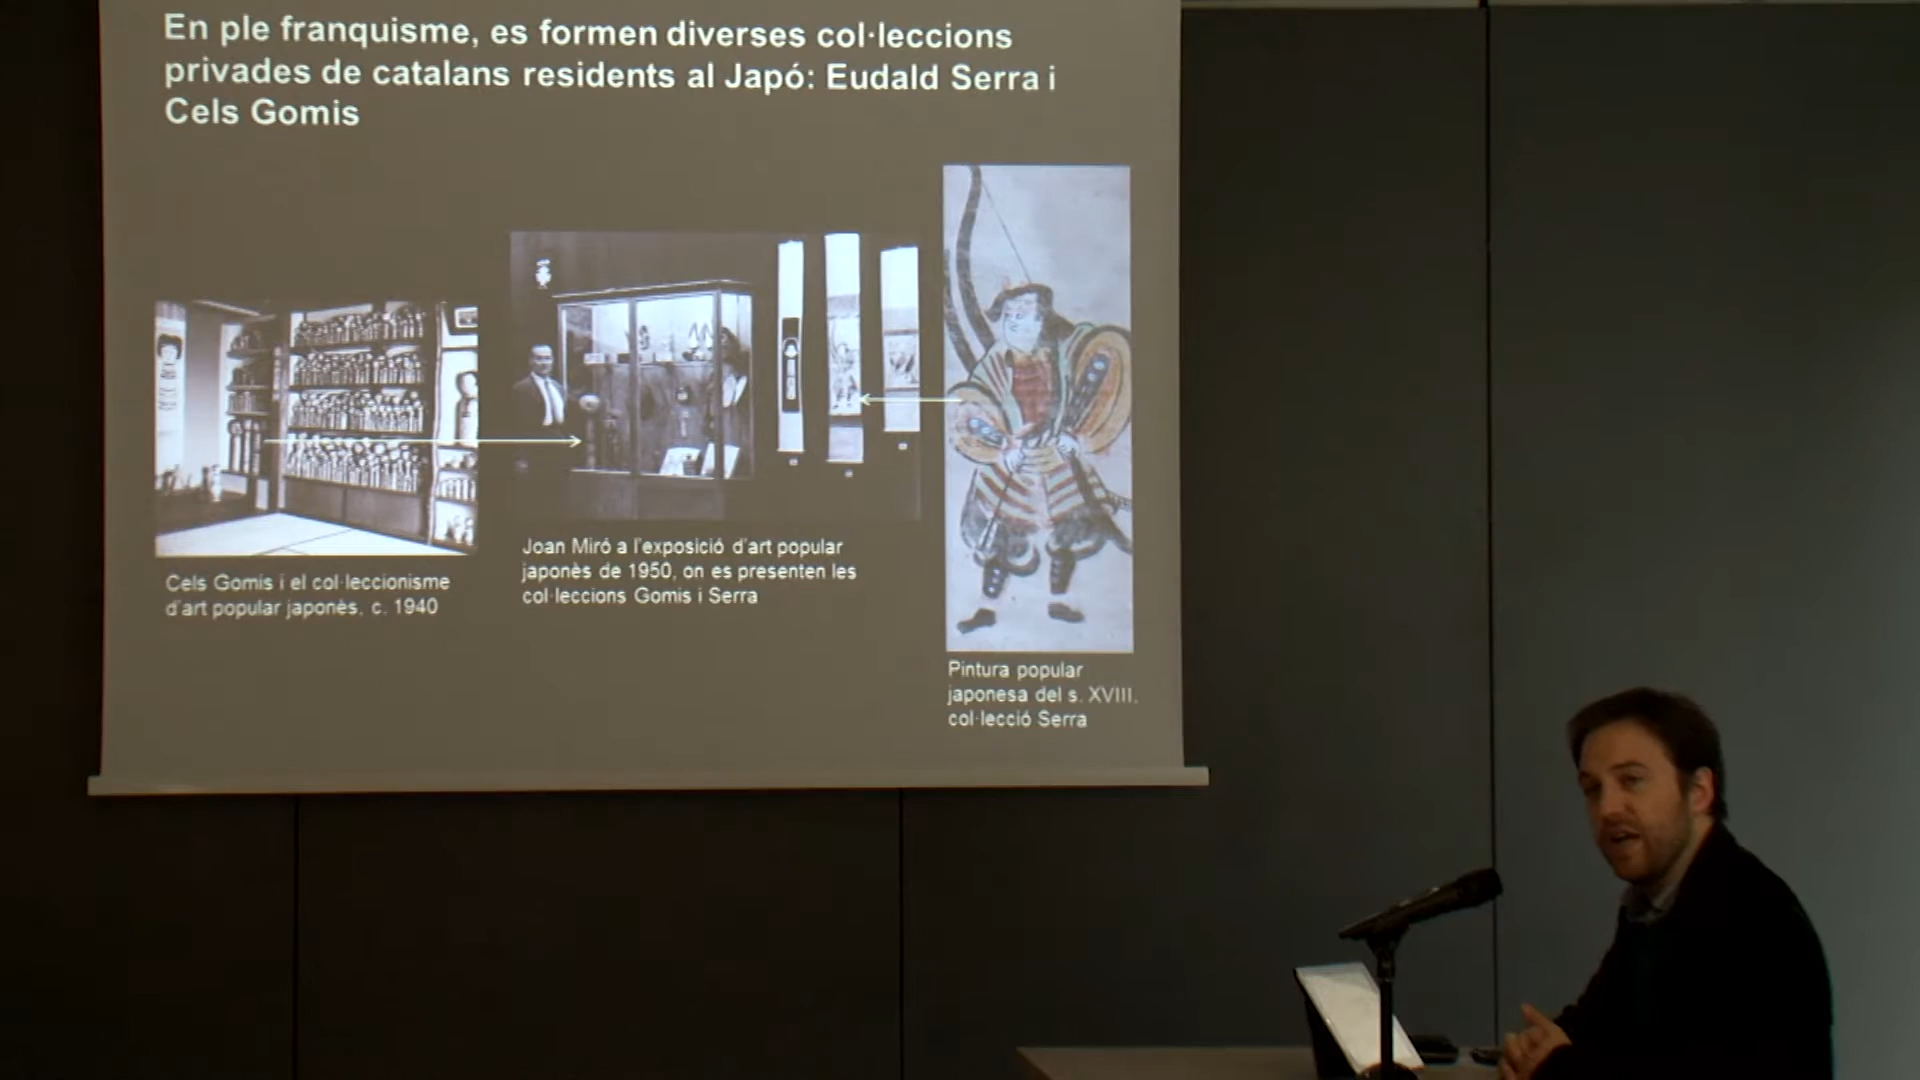 En ple franquisme, es formen diverses col·leccions
privades de catalans residents al Japó: Eudald Serra i
Cels Gomis
Cels Gomis i el col·leccionisme
d'art popular japonès, c. 1940
Joan Miró a l'exposició d'art popular
japonès de 1950, on es presenten les
col·leccions Gomis i Serra
Pintura popular
japonesa del s. XVIII,
col·lecció Serra